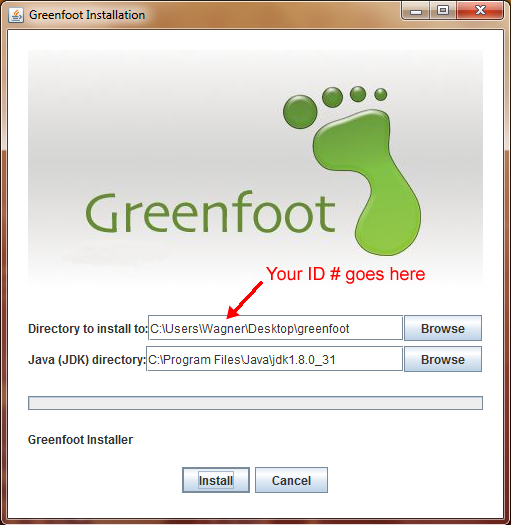 Greenfoot Installation
Greenfoot
Your ID # goes here
Directory to install to: C:\Users\Wagner\Desktop\greenfoot Browse
Java (JDK) directory: C:\Program Files\Java\jdk1.8.0_31 Browse
Greenfoot Installer
Install Cancel